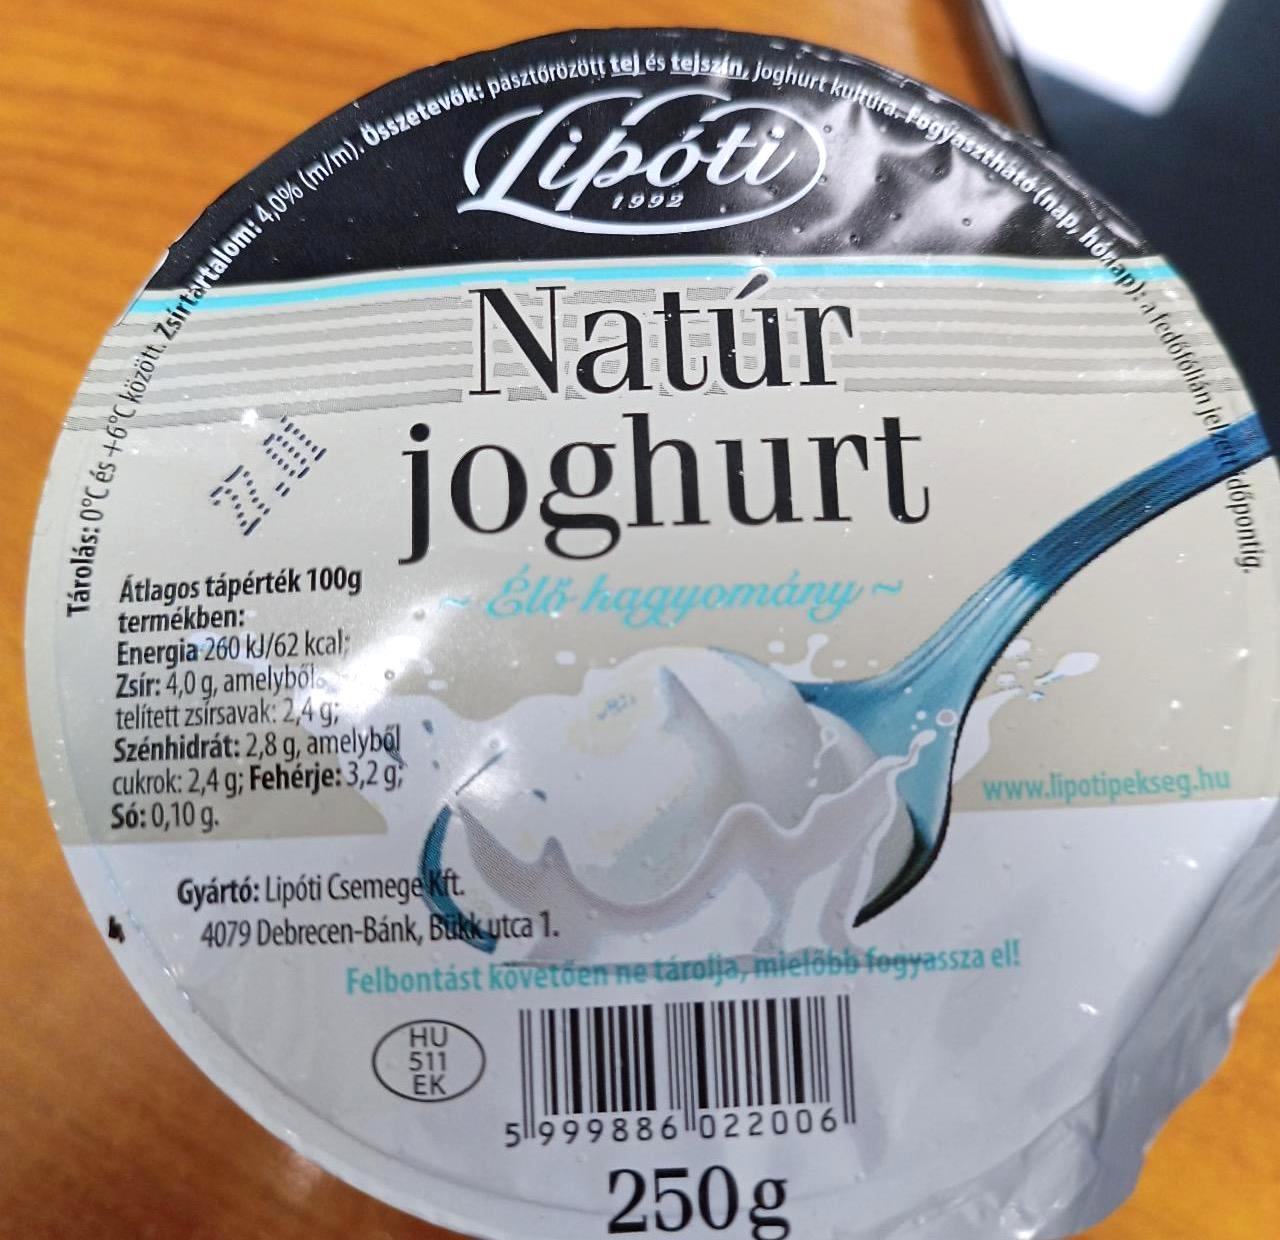 Tárolás: 0°C és +6°C között. Zsírtartalom: 4,0% (m/m). Összetevők: pasztőrözött tej és tejszín, joghurt kultúra. Fogyasztható (nap, hónap): a fedőfólián jelzett időpontig.
Lipóti
1992
Natúr
joghurt
~ Élő hagyomány ~
Átlagos tápérték 100g
termékben:
Energia 260 kJ/62 kcal;
Zsír: 4,0 g, amelyből
telített zsírsavak: 2,4 g;
Szénhidrát: 2,8 g, amelyből
cukrok: 2,4 g; Fehérje: 3,2 g;
Só: 0,10 g.
www.lipotipekseg.hu
Gyártó: Lipóti Csemege Kft.
4079 Debrecen-Bánk, Bükk utca 1.
Felbontást követően ne tárolja, mielőbb fogyassza el!
HU
511
EK
5 999886 022006
250g